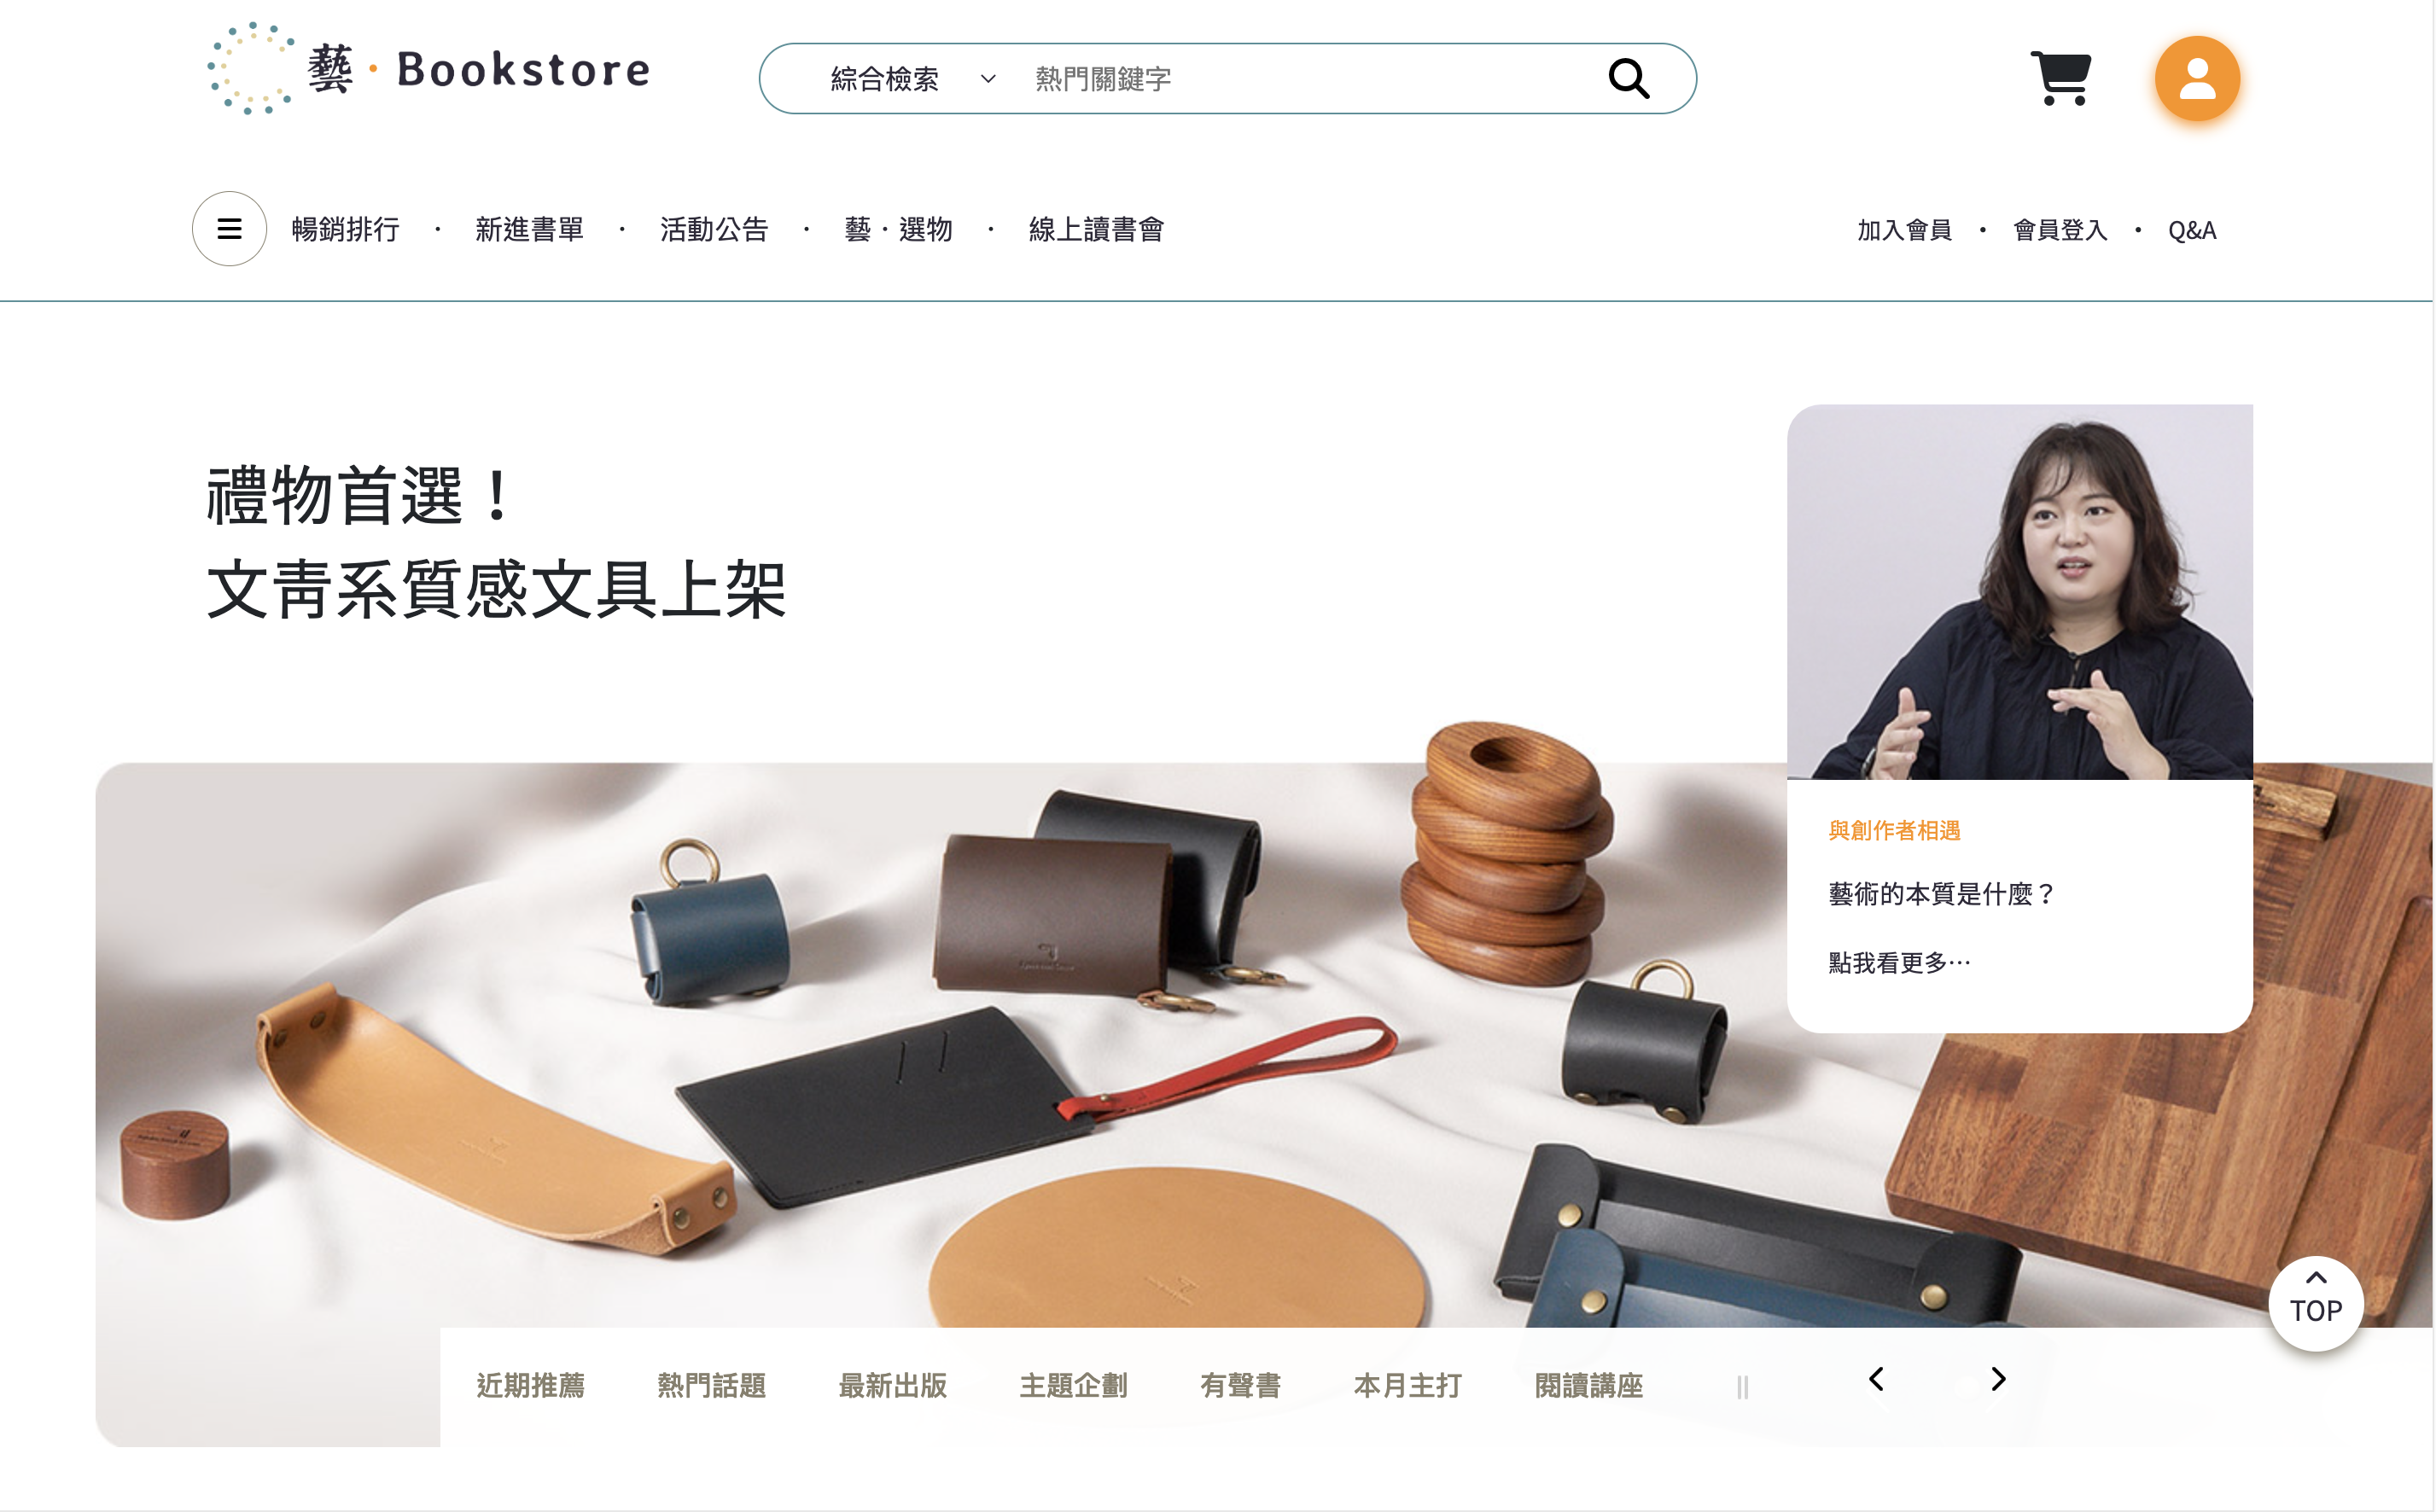 藝・Bookstore
綜合檢索 熱門關鍵字
暢銷排行 · 新進書單 · 活動公告 · 藝・選物 · 線上讀書會
加入會員 • 會員登入 • Q&A
禮物首選！
文青系質感文具上架
與創作者相遇
藝術的本質是什麼？
點我看更多…
TOP
近期推薦 熱門話題 最新出版 主題企劃 有聲書 本月主打 閱讀講座